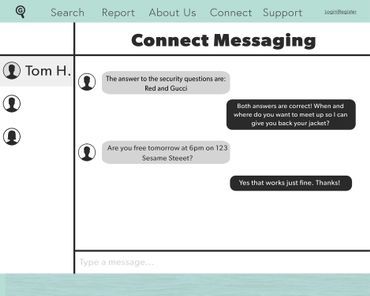 Search Report About Us Connect Support Login|Register
Connect Messaging
Tom H.
The answer to the security questions are:
Red and Gucci
Both answers are correct! When and
where do you want to meet up so I can
give you back your jacket?
Are you free tomorrow at 6pm on 123
Sesame Steeet?
Yes that works just fine. Thanks!
Type a message...